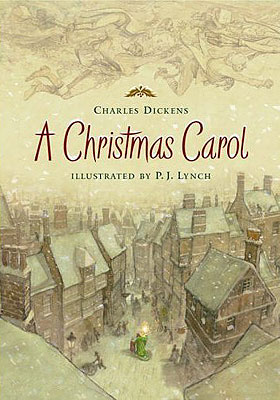 CHARLES DICKENS
A CHRISTMAS CAROL
ILLUSTRATED BY P. J. LYNCH